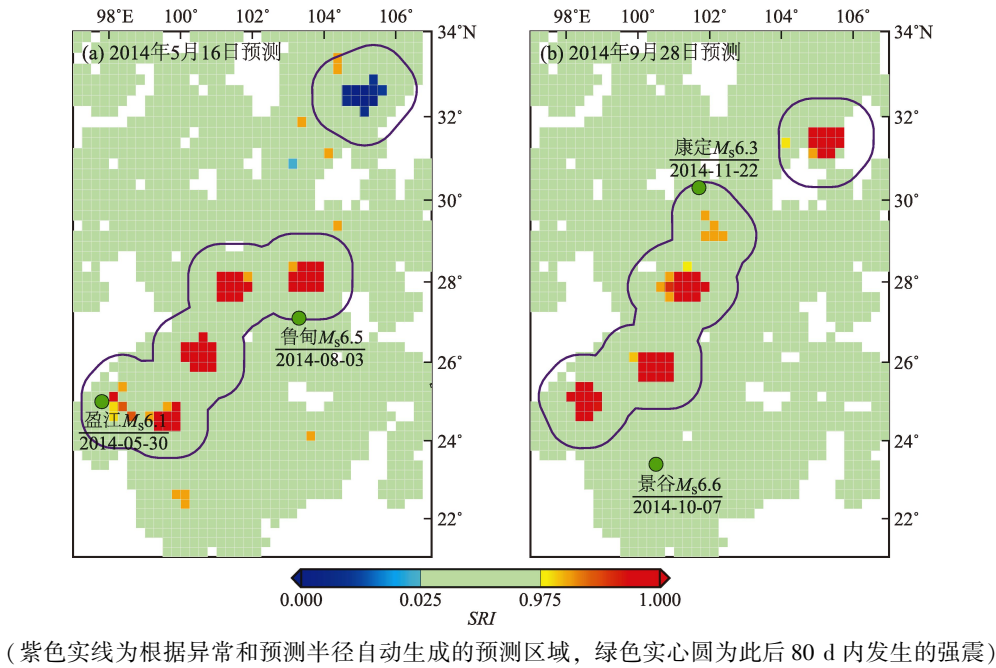 98°E 100° 102° 104° 106°
98°E 100° 102° 104° 106°
(a) 2014年5月16日预测
34°N
32°
30°
28°
26°
24°
22°
鲁甸Ms6.5
2014-08-03
盈江Ms6.1
2014-05-30
(b) 2014年9月28日预测
34°N
32°
30°
28°
26°
24°
22°
康定Ms6.3
2014-11-22
景谷Ms6.6
2014-10-07
0.000 0.025 0.975 1.000
SRI
(紫色实线为根据异常和预测半径自动生成的预测区域，绿色实心圆为此后 80 d 内发生的强震)